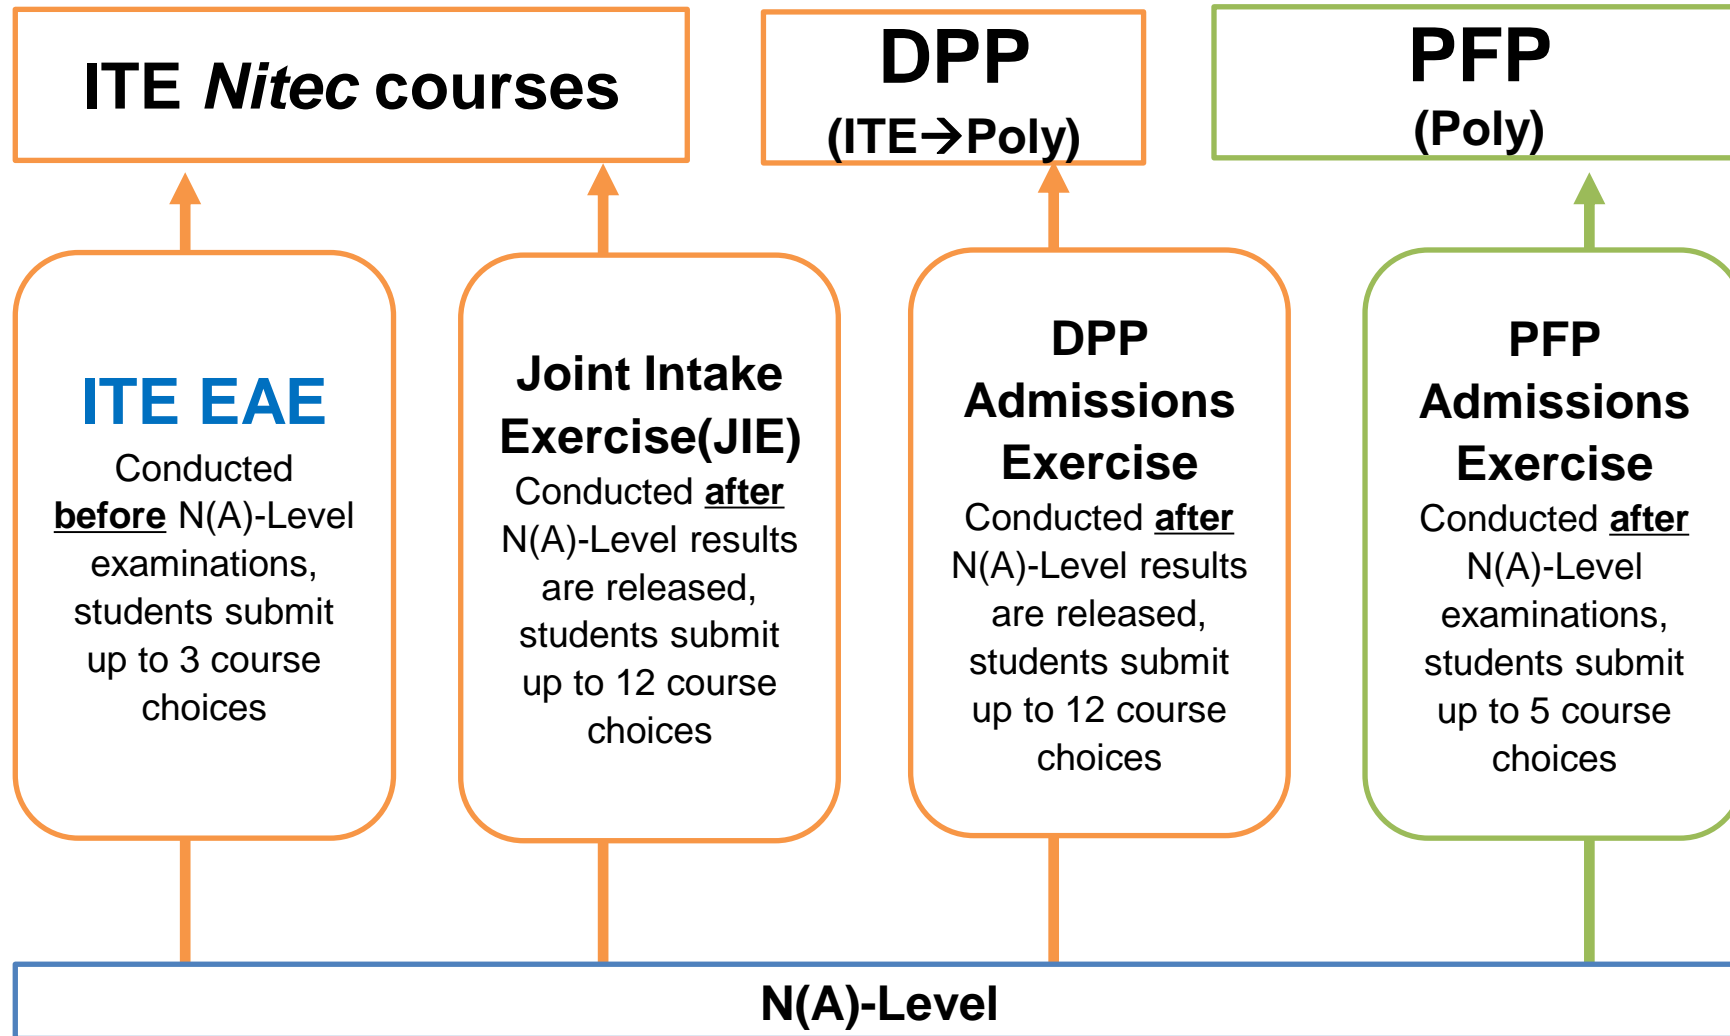 ITE Nitec courses
DPP
(ITE→Poly)
PFP
(Poly)
ITE EAE
Conducted
before N(A)-Level
examinations,
students submit
up to 3 course
choices
Joint Intake
Exercise(JIE)
Conducted after
N(A)-Level results
are released,
students submit
up to 12 course
choices
DPP
Admissions
Exercise
Conducted after
N(A)-Level results
are released,
students submit
up to 12 course
choices
PFP
Admissions
Exercise
Conducted after
N(A)-Level
examinations,
students submit
up to 5 course
choices
N(A)-Level